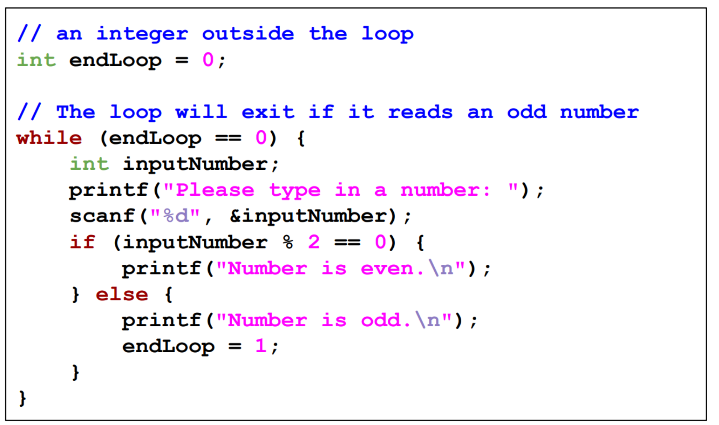 // an integer outside the loop
int endLoop = 0;

// The loop will exit if it reads an odd number
while (endLoop == 0) {
    int inputNumber;
    printf("Please type in a number: ");
    scanf("%d", &inputNumber);
    if (inputNumber % 2 == 0) {
        printf("Number is even.\n");
    } else {
        printf("Number is odd.\n");
        endLoop = 1;
    }
}